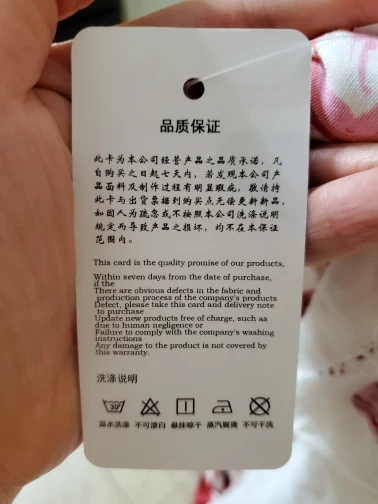 品质保证
此卡为本公司经营产品之品质承诺，凡
自购买之日起七天内，若发现本公司产
品面料及制作过程有明显瑕疵，敬请持
此卡与出货票据到购买点无偿更新新品，
如因人为疏忽或不按照本公司洗涤说明
规定而导致产品之损坏，均不在本保证
范围内。
This card is the quality promise of our products,
Within seven days from the date of purchase,
if the
There are obvious defects in the fabric and
production process of the company's products
Defect, please take this card and delivery note
to purchase
Update new products free of charge, such as
due to human negligence or
Failure to comply with the company's washing
instructions
Any damage to the product is not covered by
this warranty.
洗涤说明
30°
温水洗涤 不可漂白 悬挂晾干 蒸汽熨烫 不可干洗